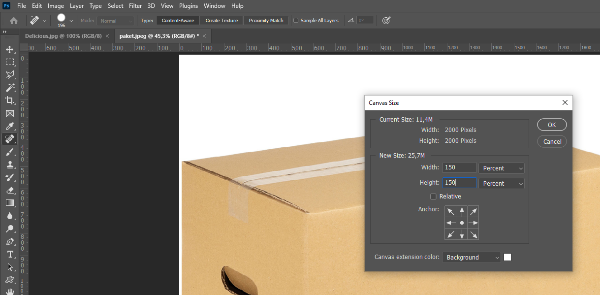 Ps File Edit Image Layer Type Select Filter 3D View Plugins Window Help
Mode: Normal Type: Content-Aware Create Texture Proximity Match Sample All Layers
Delicious.jpg @ 100% (RGB/8) × paket.jpeg @ 49,3% (RGB/8#) * ×
Canvas Size
Current Size: 11,4M
Width: 2000 Pixels
Height: 2000 Pixels
OK
Cancel
New Size: 25,7M
Width: 150 Percent
Height: 150 Percent
Relative
Anchor:
Canvas extension color: Background